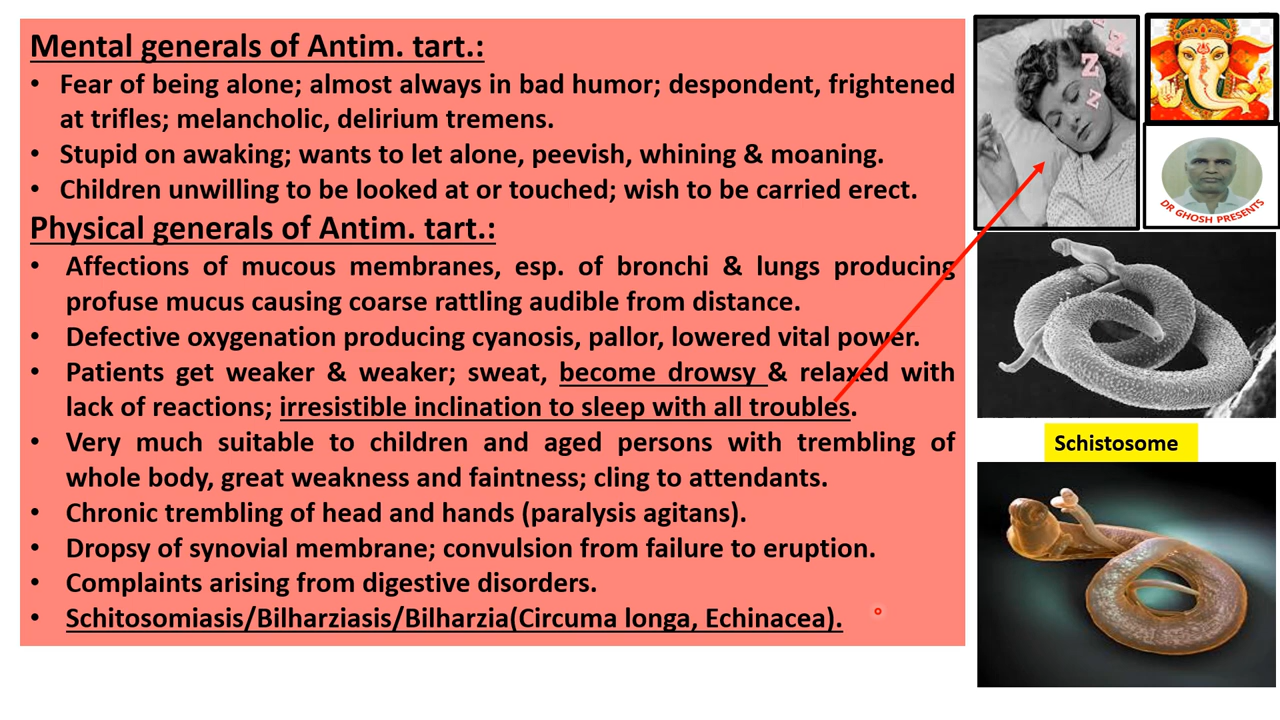 Mental generals of Antim. tart.:
• Fear of being alone; almost always in bad humor; despondent, frightened
at trifles; melancholic, delirium tremens.
• Stupid on awaking; wants to let alone, peevish, whining & moaning.
• Children unwilling to be looked at or touched; wish to be carried erect.
Physical generals of Antim. tart.:
• Affections of mucous membranes, esp. of bronchi & lungs producing
profuse mucus causing coarse rattling audible from distance.
• Defective oxygenation producing cyanosis, pallor, lowered vital power.
• Patients get weaker & weaker; sweat, become drowsy & relaxed with
lack of reactions; irresistible inclination to sleep with all troubles.
• Very much suitable to children and aged persons with trembling of
whole body, great weakness and faintness; cling to attendants.
• Chronic trembling of head and hands (paralysis agitans).
• Dropsy of synovial membrane; convulsion from failure to eruption.
• Complaints arising from digestive disorders.
• Schitosomiasis/Bilharziasis/Bilharzia(Circuma longa, Echinacea).
Z
Z
Z
Z
DR GHOSH PRESENTS
Schistosome